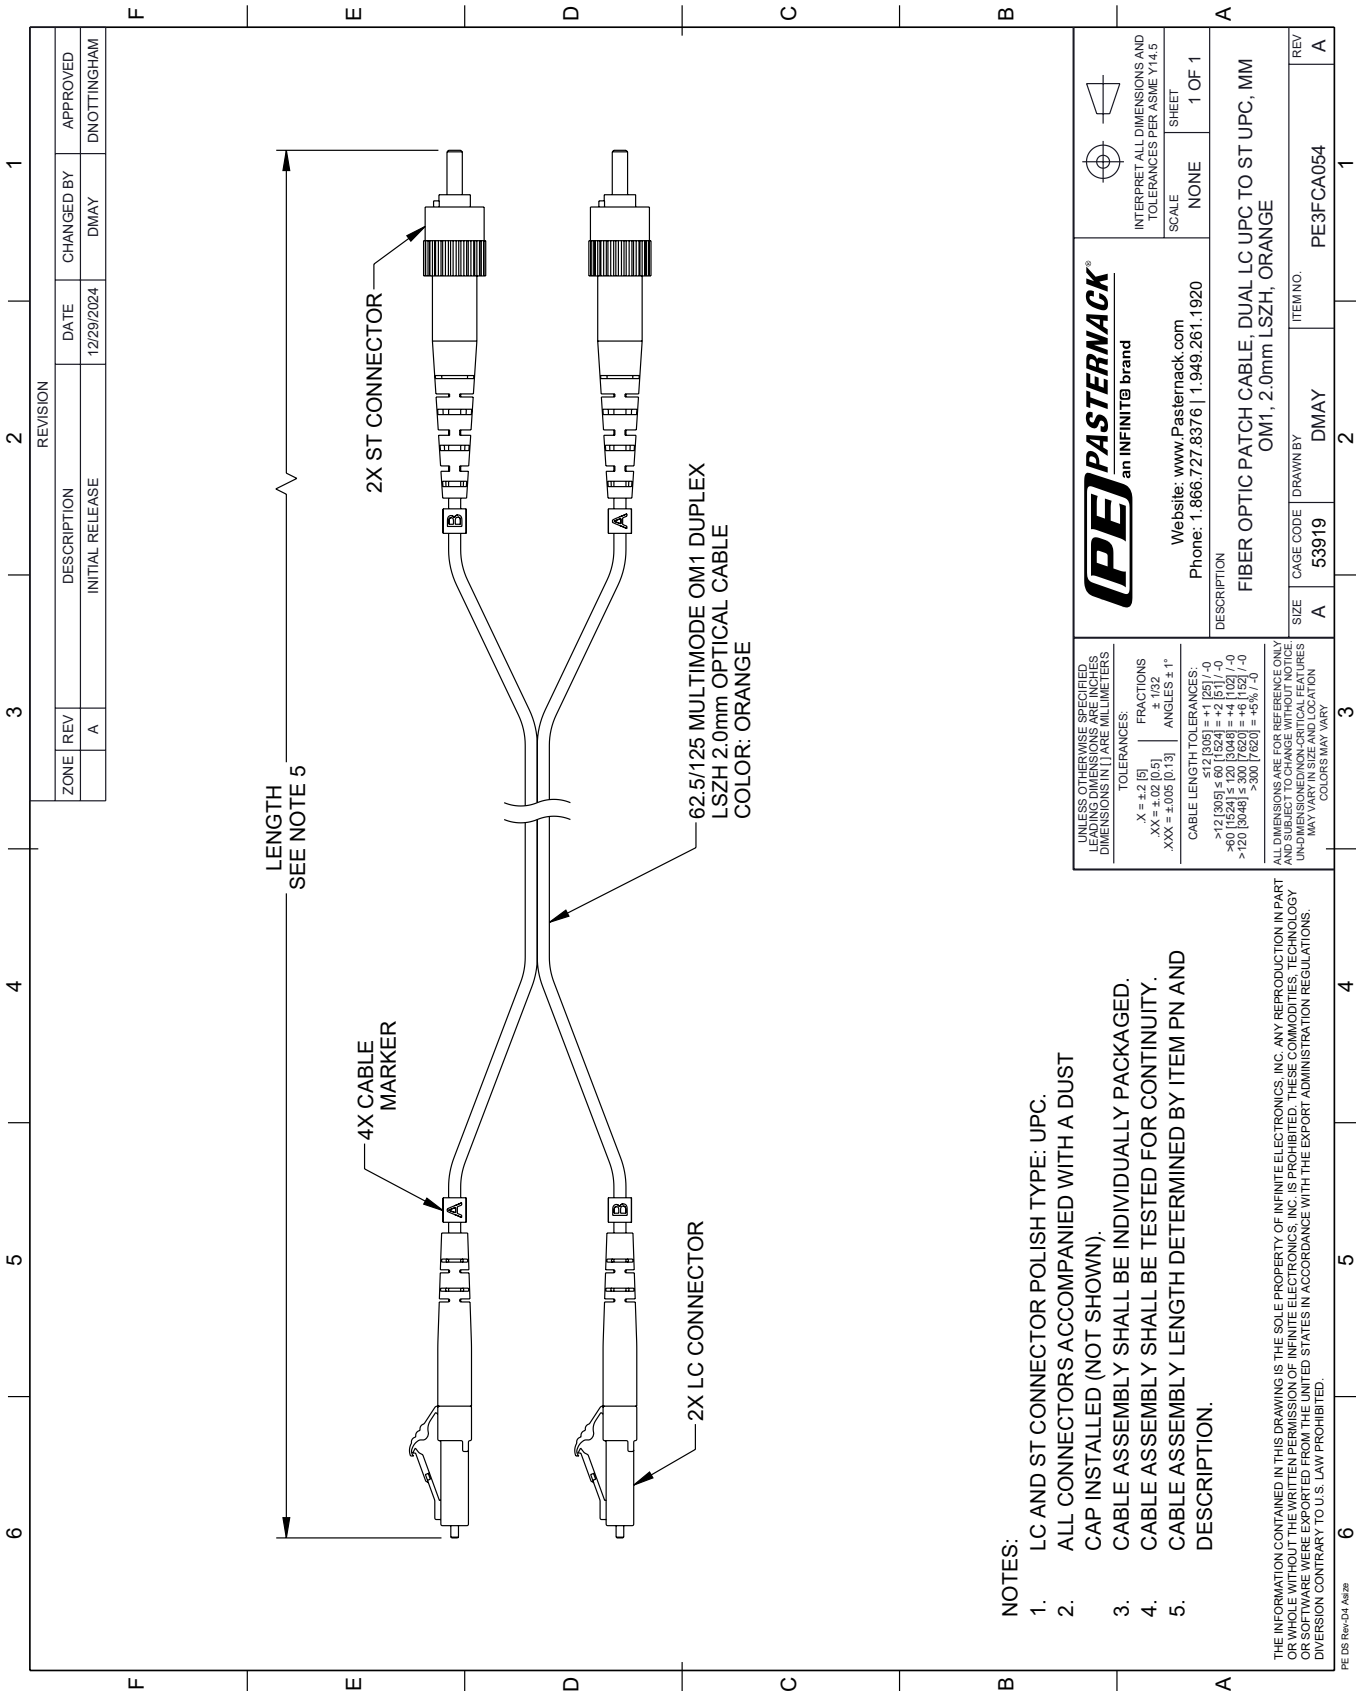 REVISION
ZONE REV DESCRIPTION DATE CHANGED BY APPROVED
A INITIAL RELEASE 12/29/2024 DMAY DNOTTINGHAM
6 5 4 3 2 1
F
E
D
C
B
A
LENGTH
SEE NOTE 5
4X CABLE
MARKER
2X ST CONNECTOR
A
B
B
A
2X LC CONNECTOR
62.5/125 MULTIMODE OM1 DUPLEX
LSZH 2.0mm OPTICAL CABLE
COLOR: ORANGE
NOTES:
1. LC AND ST CONNECTOR POLISH TYPE: UPC.
2. ALL CONNECTORS ACCOMPANIED WITH A DUST
CAP INSTALLED (NOT SHOWN).
3. CABLE ASSEMBLY SHALL BE INDIVIDUALLY PACKAGED.
4. CABLE ASSEMBLY SHALL BE TESTED FOR CONTINUITY.
5. CABLE ASSEMBLY LENGTH DETERMINED BY ITEM PN AND
DESCRIPTION.
THE INFORMATION CONTAINED IN THIS DRAWING IS THE SOLE PROPERTY OF INFINITE ELECTRONICS, INC. ANY REPRODUCTION IN PART
OR WHOLE WITHOUT THE WRITTEN PERMISSION OF INFINITE ELECTRONICS, INC. IS PROHIBITED. THESE COMMODITIES, TECHNOLOGY
OR SOFTWARE WERE EXPORTED FROM THE UNITED STATES IN ACCORDANCE WITH THE EXPORT ADMINISTRATION REGULATIONS.
DIVERSION CONTRARY TO U.S. LAW PROHIBITED.
UNLESS OTHERWISE SPECIFIED
LEADING DIMENSIONS ARE INCHES
DIMENSIONS IN [ ] ARE MILLIMETERS
TOLERANCES:
.X = ±.2 [5]
.XX = ±.02 [0.5]
.XXX = ±.005 [0.13]
FRACTIONS
± 1/32
ANGLES ± 1°
CABLE LENGTH TOLERANCES:
≤12 [305] = +1 [25] / -0
>12 [305] ≤ 60 [1524] = +2 [51] / -0
>60 [1524] ≤ 120 [3048] = +4 [102] / -0
>120 [3048] ≤ 300 [7620] = +6 [152] / -0
>300 [7620] = +5% / -0
ALL DIMENSIONS ARE FOR REFERENCE ONLY
AND SUBJECT TO CHANGE WITHOUT NOTICE.
UN-DIMENSIONED/NON-CRITICAL FEATURES
MAY VARY IN SIZE AND LOCATION
COLORS MAY VARY
PE PASTERNACK®
an INFINIT@ brand
Website: www.Pasternack.com
Phone: 1.866.727.8376 | 1.949.261.1920
INTERPRET ALL DIMENSIONS AND
TOLERANCES PER ASME Y14.5
SCALE NONE
SHEET 1 OF 1
DESCRIPTION
FIBER OPTIC PATCH CABLE, DUAL LC UPC TO ST UPC, MM
OM1, 2.0mm LSZH, ORANGE
SIZE A
CAGE CODE 53919
DRAWN BY DMAY
ITEM NO. PE3FCA054
REV A
6 5 4 3 2 1
F
E
D
C
B
A
PE DS Rev-D4 Asize